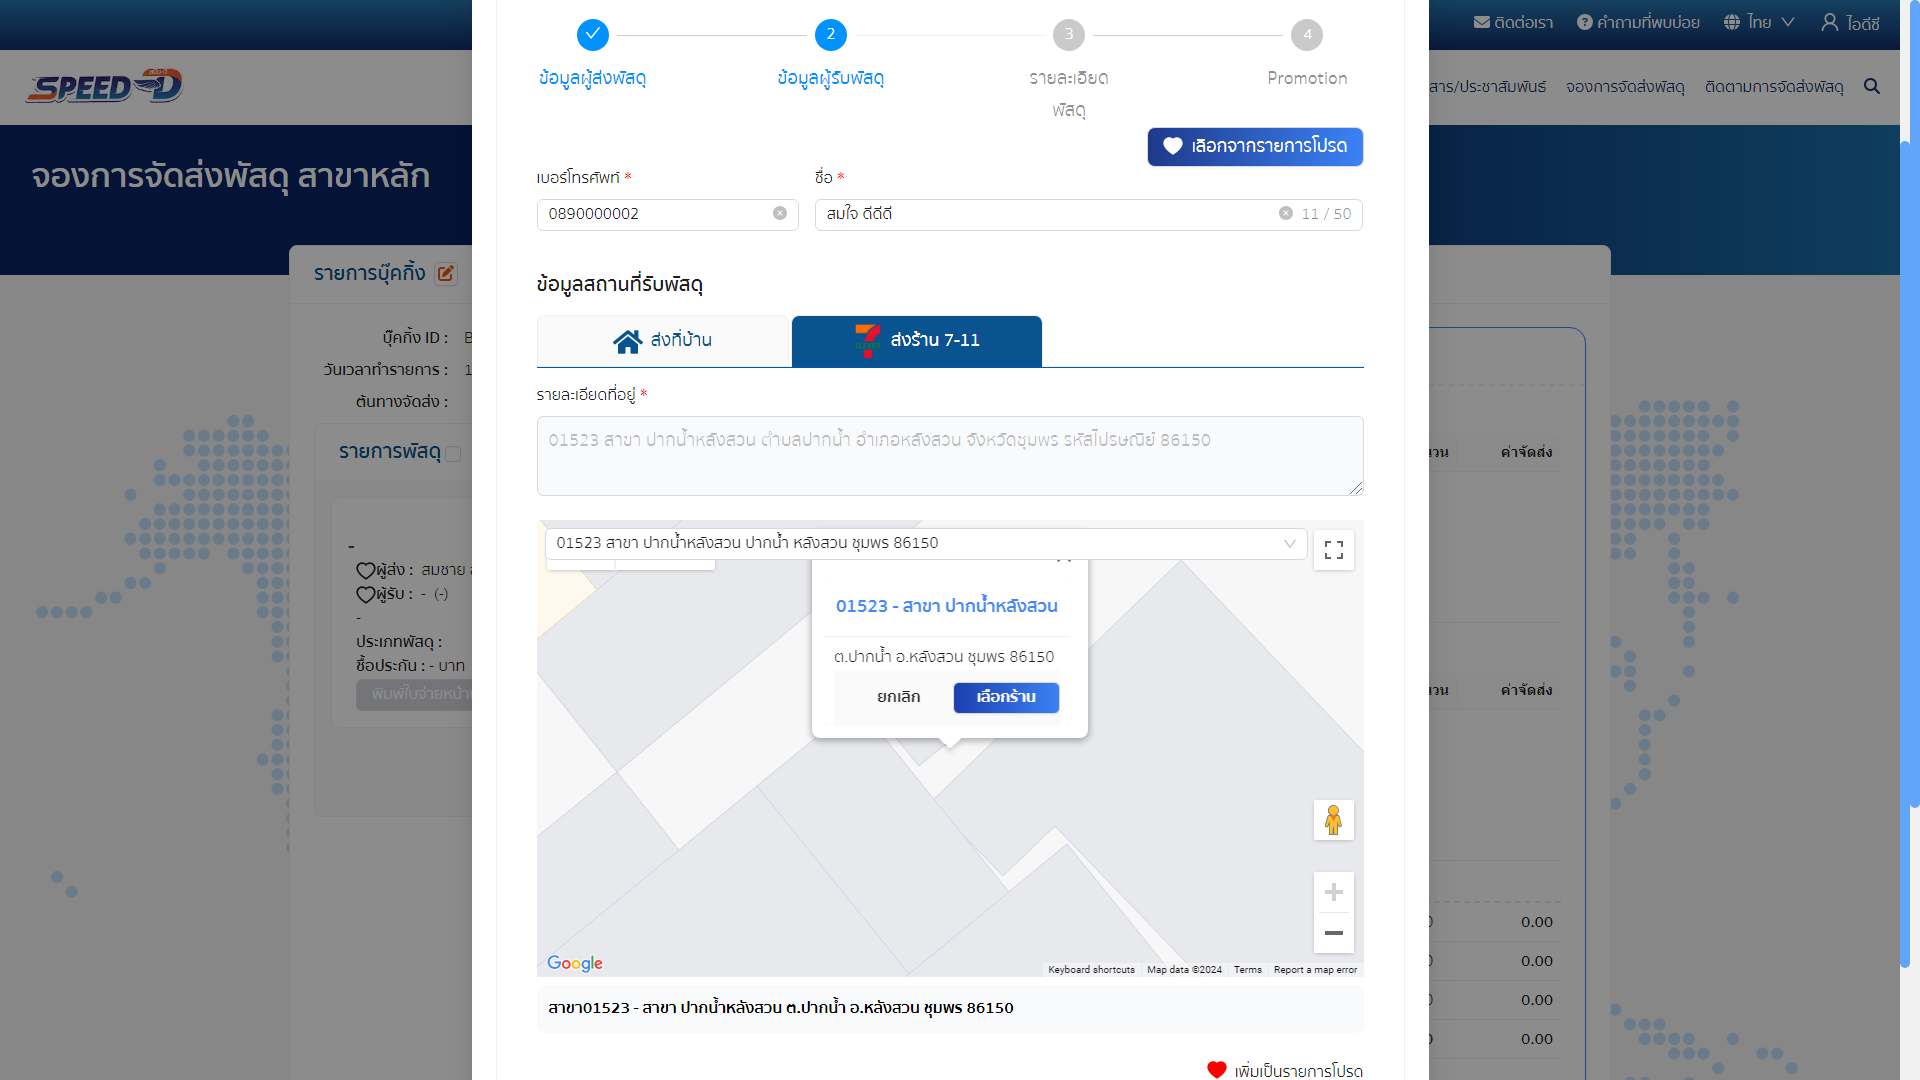 ติดต่อเรา
คำถามที่พบบ่อย
ไทย
ไอดีซี
SPEED D
สาร/ประชาสัมพันธ์
จองการจัดส่งพัสดุ
ติดตามการจัดส่งพัสดุ
จองการจัดส่งพัสดุ สาขาหลัก
2
3
4
ข้อมูลผู้ส่งพัสดุ
ข้อมูลผู้รับพัสดุ
รายละเอียด
พัสดุ
Promotion
เลือกจากรายการโปรด
เบอร์โทรศัพท์ *
ชื่อ *
0890000002
สมใจ ดีดีดี
11 / 50
ข้อมูลสถานที่รับพัสดุ
ส่งที่บ้าน
ส่งร้าน 7-11
รายละเอียดที่อยู่ *
01523 สาขา ปากน้ำหลังสวน ตำบลปากน้ำ อำเภอหลังสวน จังหวัดชุมพร รหัสไปรษณีย์ 86150
01523 สาขา ปากน้ำหลังสวน ปากน้ำ หลังสวน ชุมพร 86150
01523 - สาขา ปากน้ำหลังสวน
ต.ปากน้ำ อ.หลังสวน ชุมพร 86150
ยกเลิก
เลือกร้าน
Google
Keyboard shortcuts
Map data ©2024
Terms
Report a map error
สาขา01523 - สาขา ปากน้ำหลังสวน ต.ปากน้ำ อ.หลังสวน ชุมพร 86150
เพิ่มเป็นรายการโปรด
รายการบุ๊คกิ้ง
บุ๊คกิ้ง ID :
วันเวลาทำรายการ : 1
ต้นทางจัดส่ง :
รายการพัสดุ
-
ผู้ส่ง : สมชาย
ผู้รับ : - (-)
-
ประเภทพัสดุ :
ซื้อประกัน : - บาท
พิมพ์ใบจ่ายหน้า
วน
ค่าจัดส่ง
วน
ค่าจัดส่ง
0.00
0.00
0.00
0.00